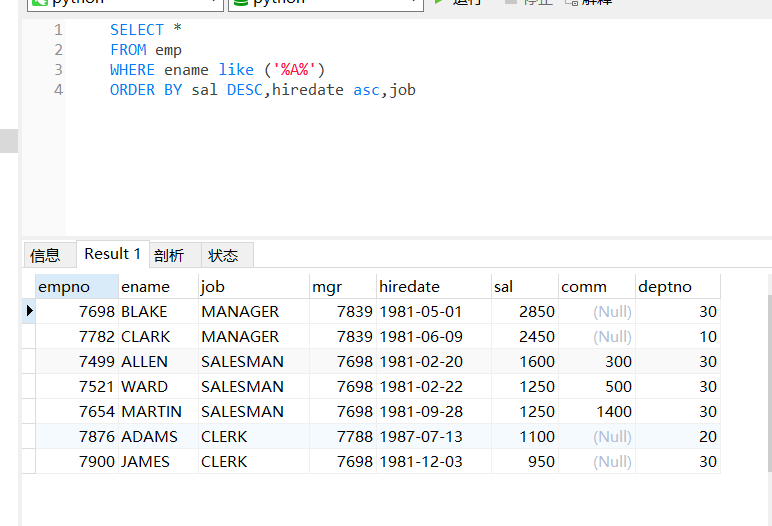 python python 运行 停止 解释
1 SELECT *
2 FROM emp
3 WHERE ename like ('%A%')
4 ORDER BY sal DESC,hiredate asc,job
信息 Result 1 剖析 状态
empno ename job mgr hiredate sal comm deptno
7698 BLAKE MANAGER 7839 1981-05-01 2850 (Null) 30
7782 CLARK MANAGER 7839 1981-06-09 2450 (Null) 10
7499 ALLEN SALESMAN 7698 1981-02-20 1600 300 30
7521 WARD SALESMAN 7698 1981-02-22 1250 500 30
7654 MARTIN SALESMAN 7698 1981-09-28 1250 1400 30
7876 ADAMS CLERK 7788 1987-07-13 1100 (Null) 20
7900 JAMES CLERK 7698 1981-12-03 950 (Null) 30